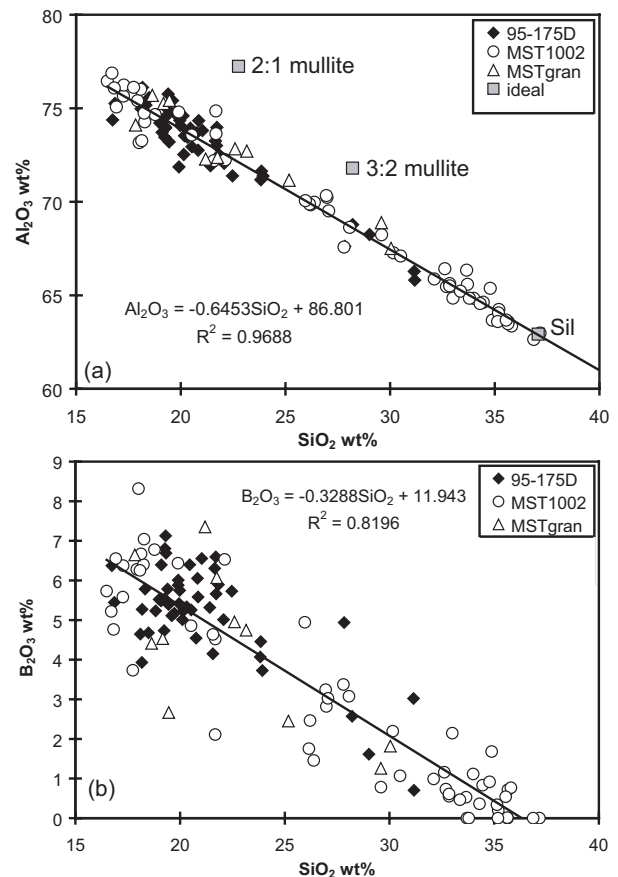 80
95-175D
MST1002
MSTgran
ideal
2:1 mullite
75
3:2 mullite
70
Al₂O₃ wt%
65
Al₂O₃ = -0.6453SiO₂ + 86.801
R² = 0.9688
Sil
(a)
60
15 20 25 30 35 40
SiO₂ wt%
9
95-175D
MST1002
MSTgran
B₂O₃ = -0.3288SiO₂ + 11.943
R² = 0.8196
8
7
6
5
B₂O₃ wt%
4
3
2
1
(b)
0
15 20 25 30 35 40
SiO₂ wt%